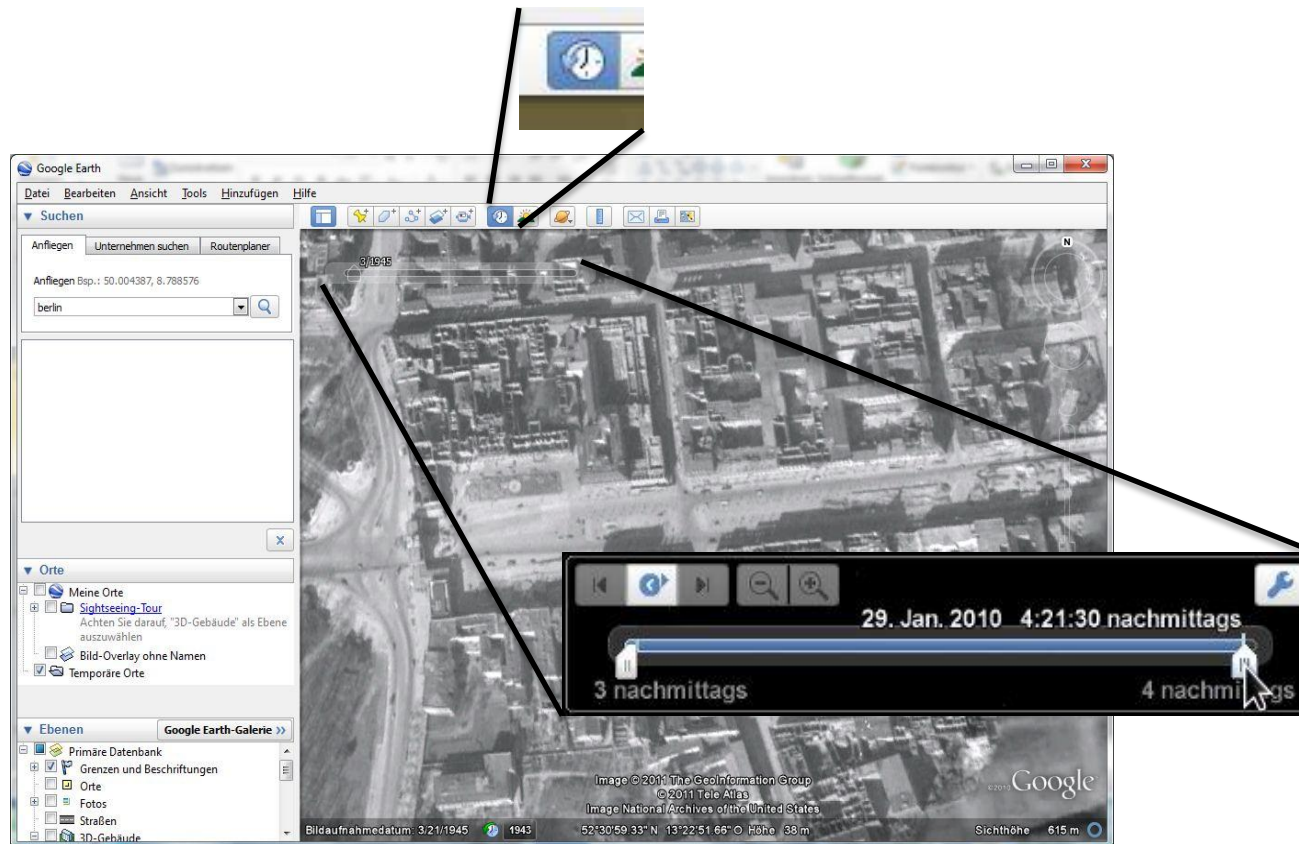 Google Earth
Datei Bearbeiten Ansicht Tools Hinzufügen Hilfe
Suchen
Anfliegen Unternehmen suchen Routenplaner
Anfliegen Bsp.: 50.004387, 8.788576
berlin
Orte
Meine Orte
Sightseeing-Tour
Achten Sie darauf, "3D-Gebäude" als Ebene
auszuwählen
Bild-Overlay ohne Namen
Temporäre Orte
Ebenen Google Earth-Galerie >>
Primäre Datenbank
Grenzen und Beschriftungen
Orte
Fotos
Straßen
3D-Gebäude
3/1945
N
29. Jan. 2010 4:21:30 nachmittags
3 nachmittags 4 nachmi gs
Image © 2011 The GeoInformation Group
© 2011 Tele Atlas
Image National Archives of the United States
©2010 Google
Bildaufnahmedatum: 3/21/1945 1943 52°30'59.33" N 13°22'51.66" O Höhe 38 m Sichthöhe 615 m